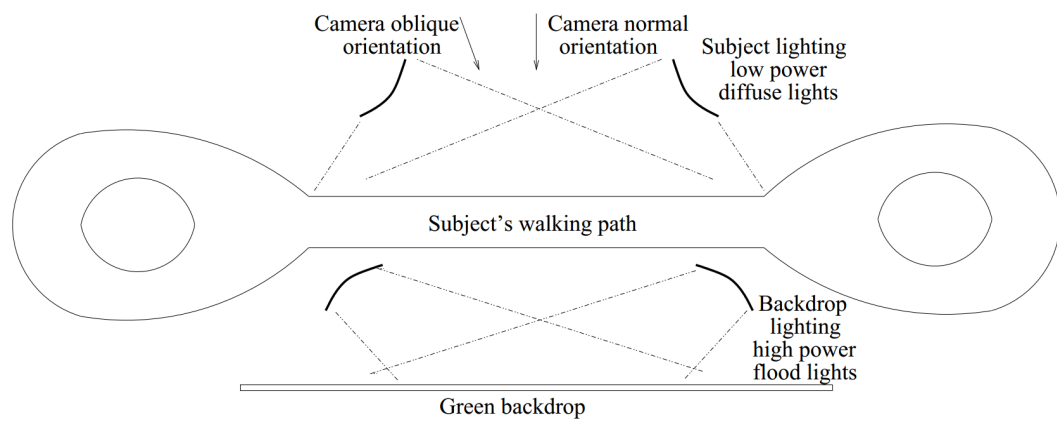 Camera oblique
orientation
Camera normal
orientation
Subject lighting
low power
diffuse lights
Subject's walking path
Backdrop
lighting
high power
flood lights
Green backdrop